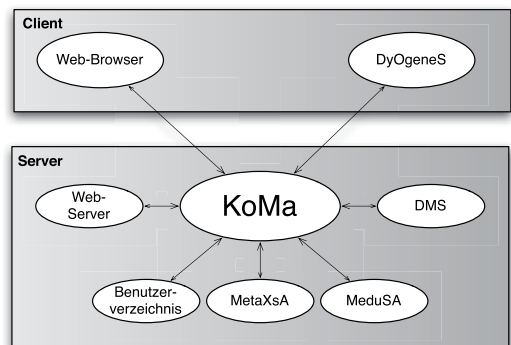 Client
Web-Browser
DyOgeneS
Server
Web-
Server
KoMa
DMS
Benutzer-
verzeichnis
MetaXsA
MeduSA